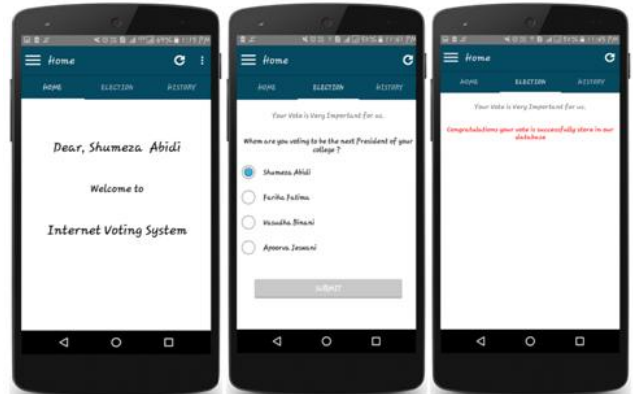 Home
HOME ELECTION HISTORY
Dear, Shumeza Abidi
Welcome to
Internet Voting System
Home
HOME ELECTION HISTORY
Your Vote is Very Important for us.
Whom are you voting to be the next President of your
college ?
Shumeza Abidi
Fariha Fatima
Vasudha Binani
Apoorva Jeswani
SUBMIT
Home
HOME ELECTION HISTORY
Your Vote is Very Important for us.
Congratulations your vote is successfully store in our
database